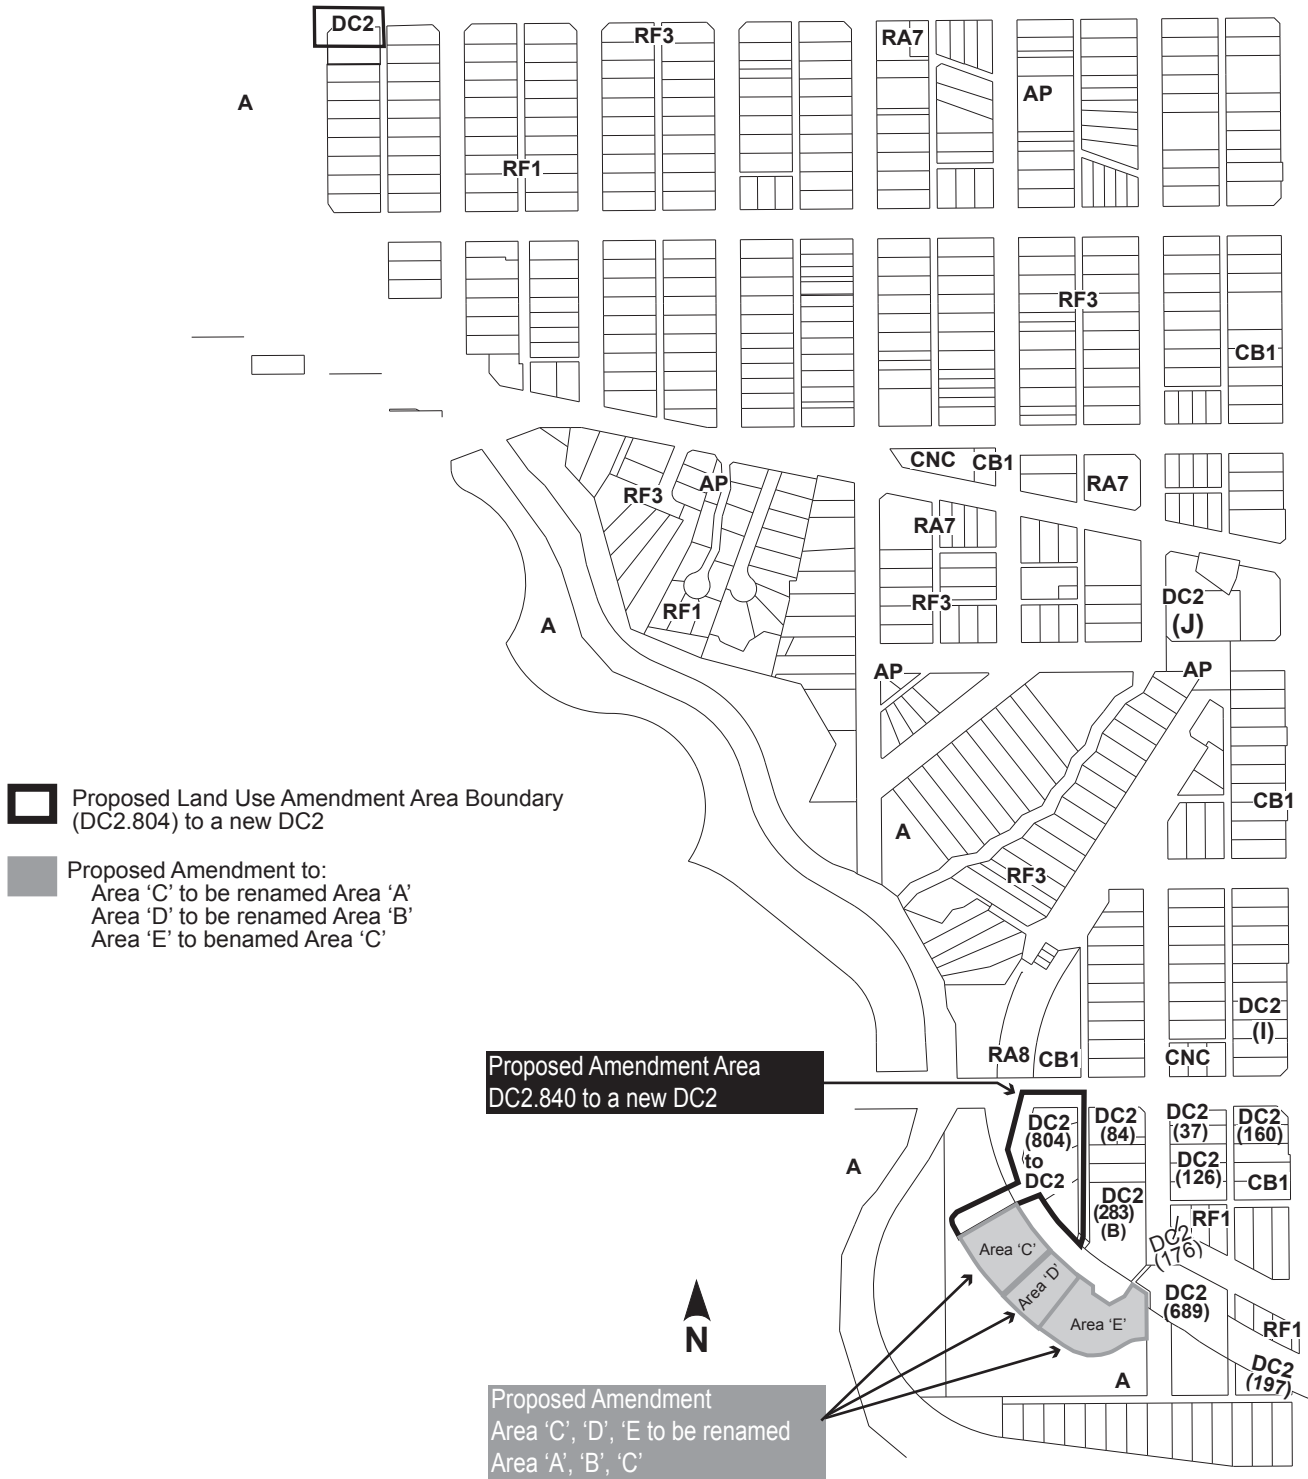 DC2
RF3
RA7
A
AP
RF1
RF3
CB1
CNC
CB1
RA7
RF3
AP
RA7
DC2
(J)
RF3
RF1
A
AP
AP
Proposed Land Use Amendment Area Boundary
(DC2.804) to a new DC2
CB1
A
Proposed Amendment to:
Area ‘C’ to be renamed Area ‘A’
Area ‘D’ to be renamed Area ‘B’
Area ‘E’ to benamed Area ‘C’
RF3
DC2
(I)
RA8
CB1
CNC
Proposed Amendment Area
DC2.840 to a new DC2
DC2
(804)
to
DC2
DC2
(84)
DC2
(37)
DC2
(160)
A
DC2
(126)
CB1
DC2
(283)
(B)
RF1
DC2
(176)
Area ‘C’
Area ‘D’
Area ‘E’
DC2
(689)
RF1
N
DC2
(197)
A
Proposed Amendment
Area ‘C’, ‘D’, ‘E to be renamed
Area ‘A’, ‘B’, ‘C’